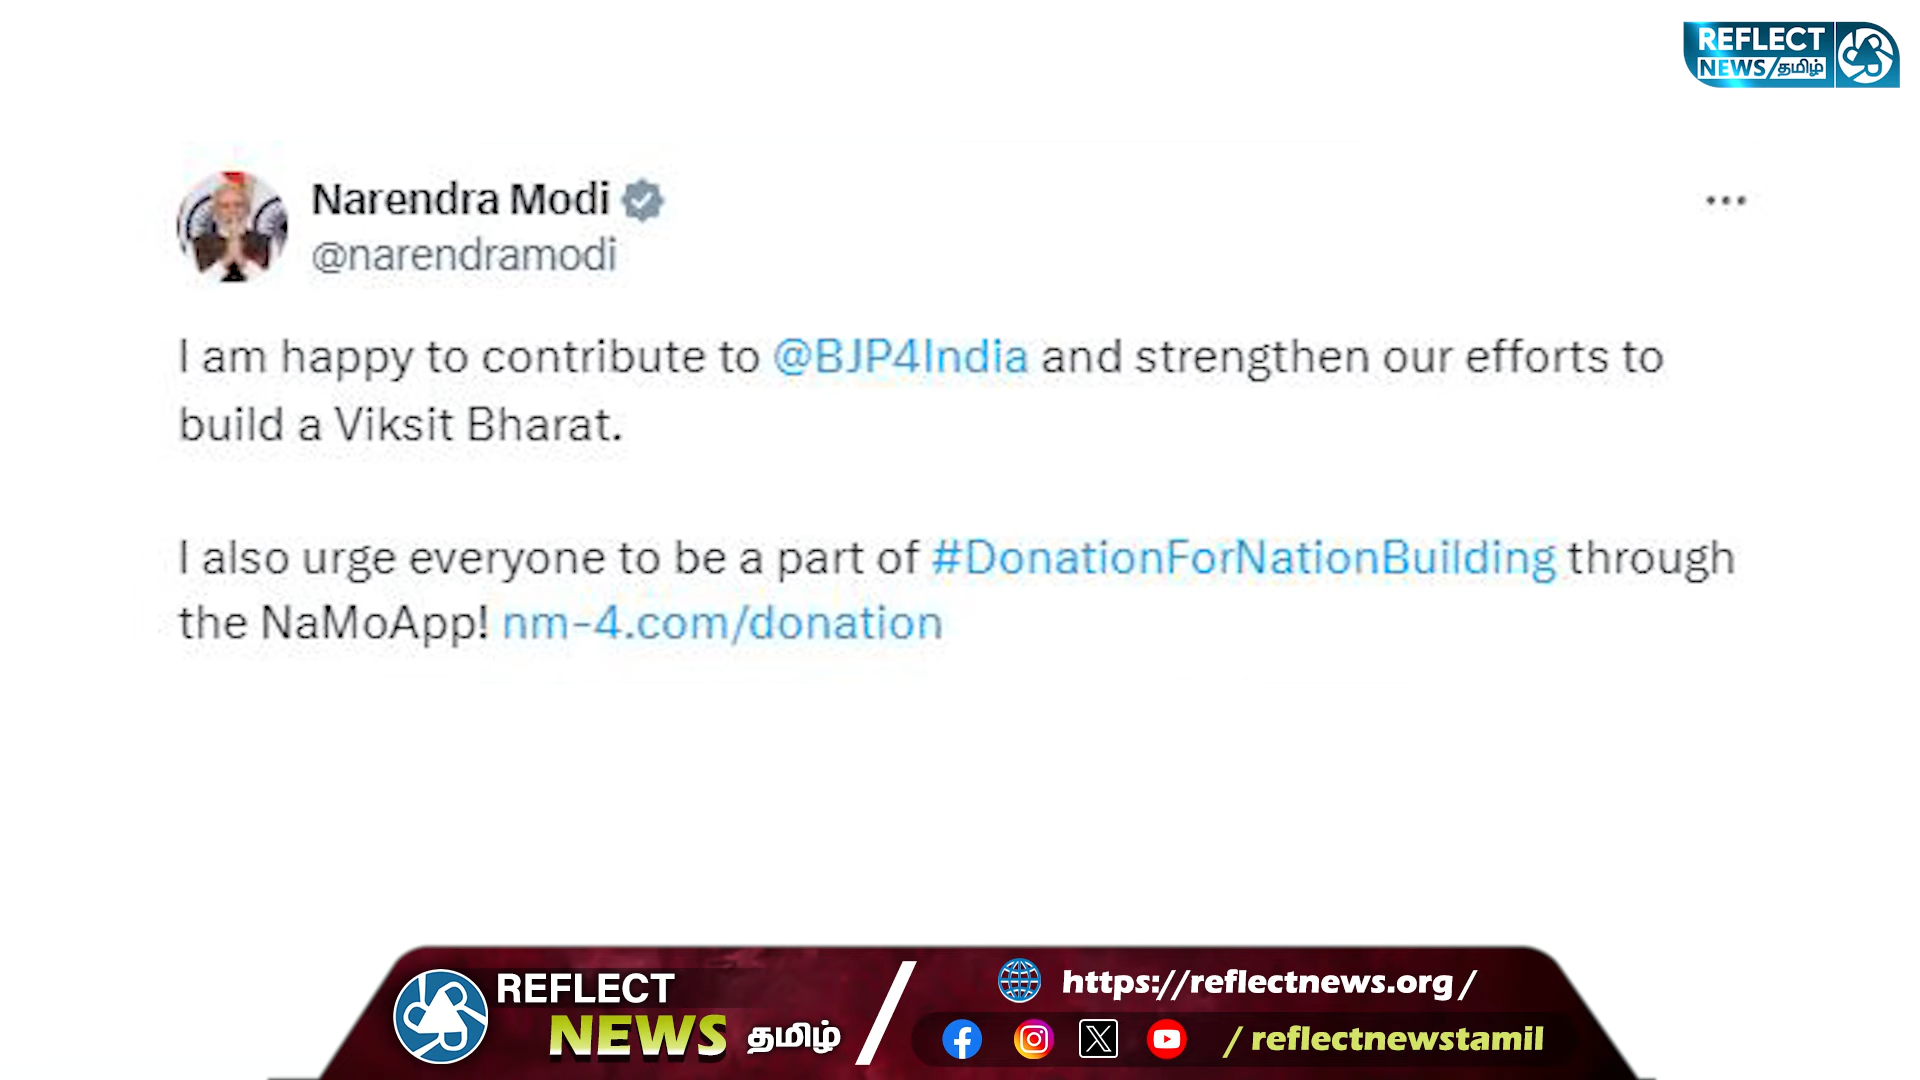 REFLECT
NEWS/தமிழ்
Narendra Modi
@narendramodi
I am happy to contribute to @BJP4India and strengthen our efforts to
build a Viksit Bharat.
I also urge everyone to be a part of #DonationForNationBuilding through
the NaMoApp! nm-4.com/donation
REFLECT
NEWS தமிழ்
https://reflectnews.org/
/ reflectnewstamil